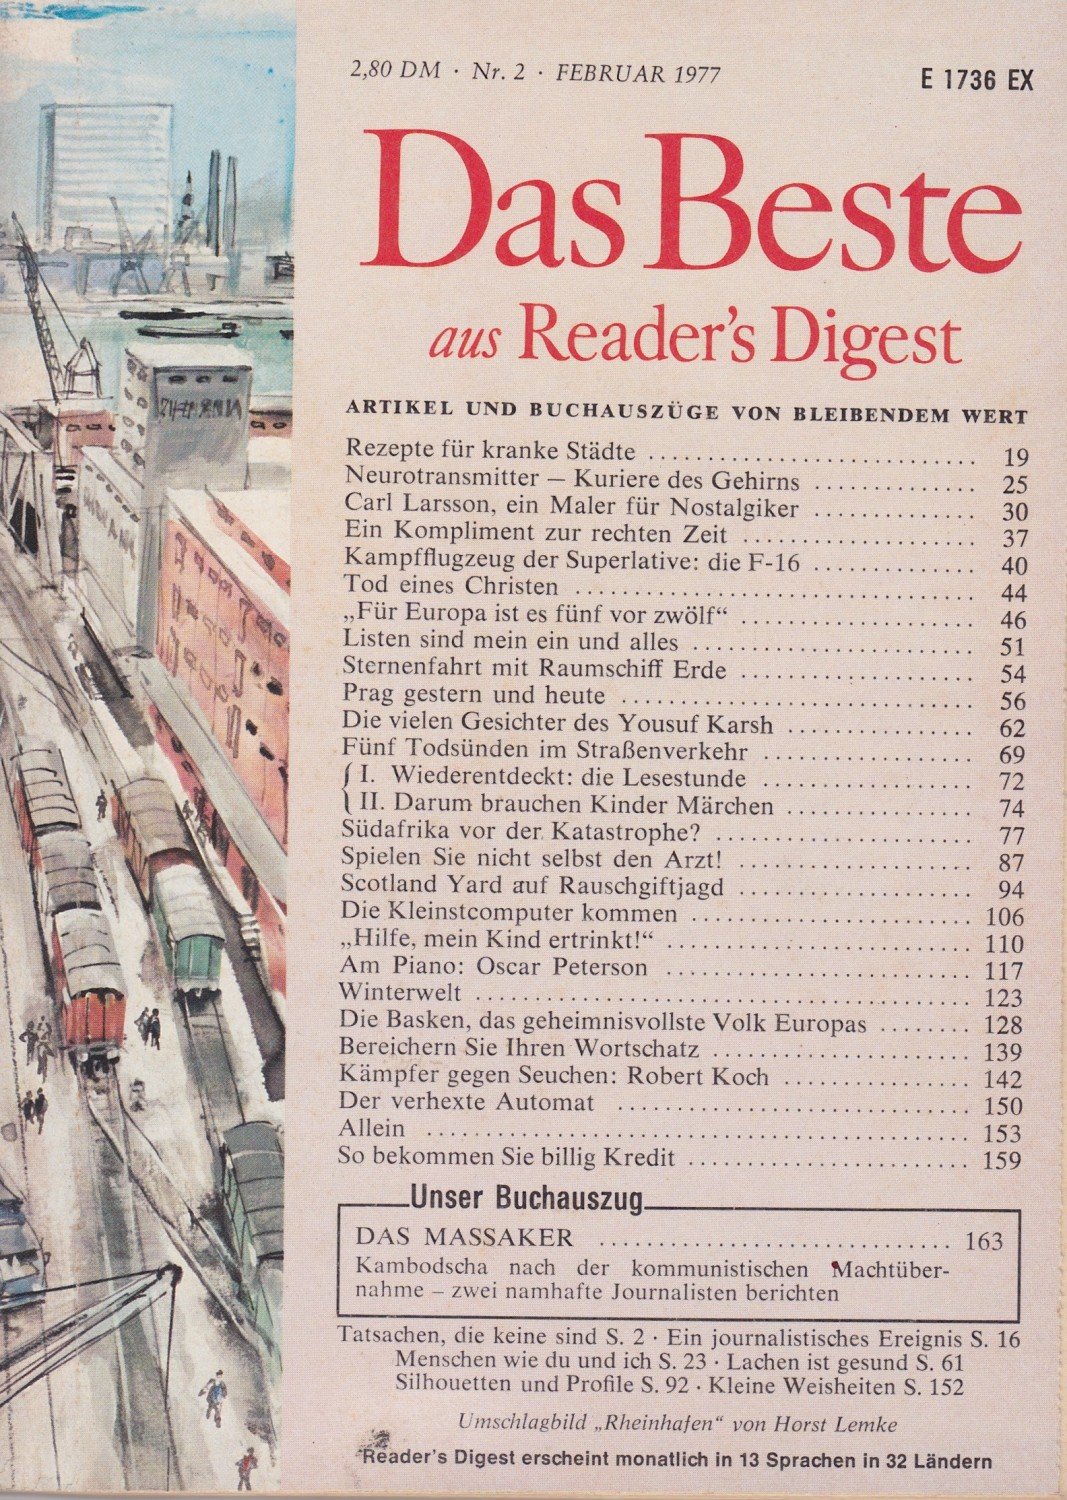 2,80 DM · Nr. 2 · FEBRUAR 1977
E 1736 EX
Das Beste
aus Reader's Digest
ARTIKEL UND BUCHAUSZÜGE VON BLEIBENDEM WERT
Rezepte für kranke Städte 19
Neurotransmitter – Kuriere des Gehirns 25
Carl Larsson, ein Maler für Nostalgiker 30
Ein Kompliment zur rechten Zeit 37
Kampfflugzeug der Superlative: die F-16 40
Tod eines Christen 44
„Für Europa ist es fünf vor zwölf“ 46
Listen sind mein ein und alles 51
Sternenfahrt mit Raumschiff Erde 54
Prag gestern und heute 56
Die vielen Gesichter des Yousuf Karsh 62
Fünf Todsünden im Straßenverkehr 69
I. Wiederentdeckt: die Lesestunde 72
II. Darum brauchen Kinder Märchen 74
Südafrika vor der Katastrophe? 77
Spielen Sie nicht selbst den Arzt! 87
Scotland Yard auf Rauschgiftjagd 94
Die Kleinstcomputer kommen 106
„Hilfe, mein Kind ertrinkt!“ 110
Am Piano: Oscar Peterson 117
Winterwelt 123
Die Basken, das geheimnisvollste Volk Europas 128
Bereichern Sie Ihren Wortschatz 139
Kämpfer gegen Seuchen: Robert Koch 142
Der verhexte Automat 150
Allein 153
So bekommen Sie billig Kredit 159
Unser Buchauszug
DAS MASSAKER 163
Kambodscha nach der kommunistischen Machtüber-
nahme – zwei namhafte Journalisten berichten
Tatsachen, die keine sind S. 2 · Ein journalistisches Ereignis S. 16
Menschen wie du und ich S. 23 · Lachen ist gesund S. 61
Silhouetten und Profile S. 92 · Kleine Weisheiten S. 152
Umschlagbild „Rheinhafen“ von Horst Lemke
Reader's Digest erscheint monatlich in 13 Sprachen in 32 Ländern